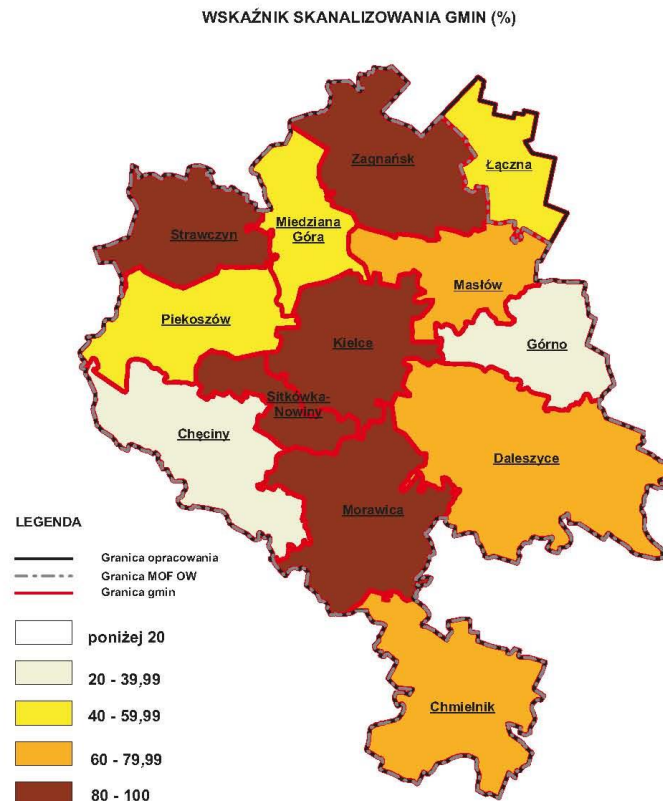 WSKAŹNIK SKANALIZOWANIA GMIN (%)
Zagnańsk
Łączna
Strawczyn
Miedziana
Góra
Masłów
Piekoszów
Kielce
Górno
Sitkówka-
Nowiny
Chęciny
Daleszyce
Morawica
LEGENDA
Granica opracowania
Granica MOF OW
Granica gmin
poniżej 20
20 - 39,99
40 - 59,99
Chmielnik
60 - 79,99
80 - 100